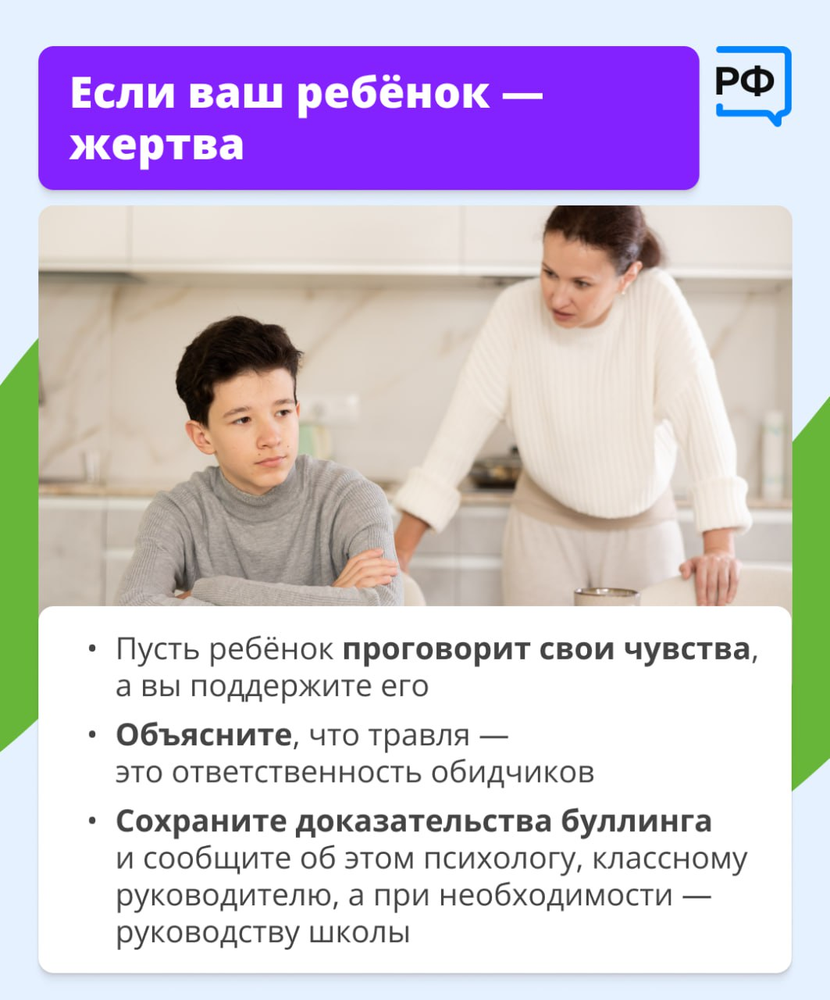 Если ваш ребёнок —
жертва
РФ
• Пусть ребёнок проговорит свои чувства,
а вы поддержите его
• Объясните, что травля —
это ответственность обидчиков
• Сохраните доказательства буллинга
и сообщите об этом психологу, классному
руководителю, а при необходимости —
руководству школы